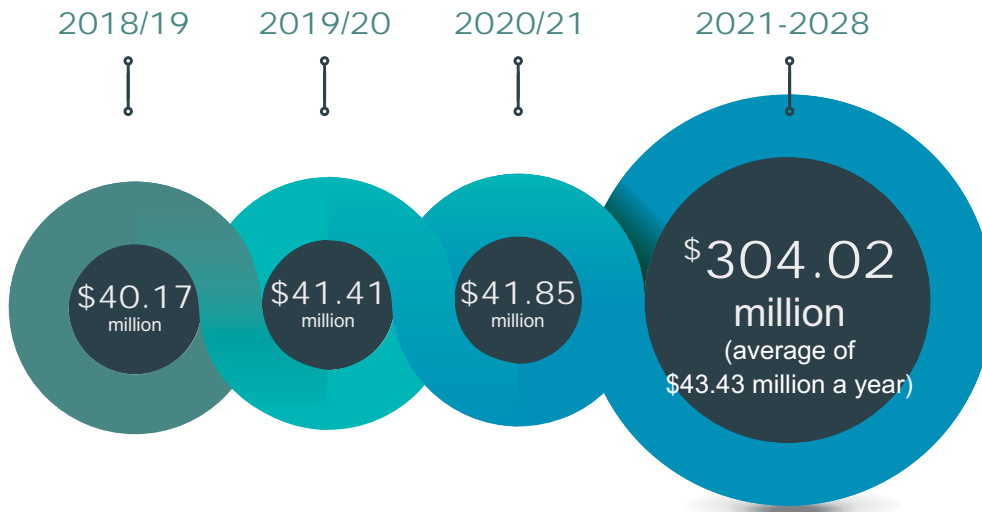 2018/19
2019/20
2020/21
2021-2028
$40.17
million
$41.41
million
$41.85
million
$304.02
million
(average of
$43.43 million a year)